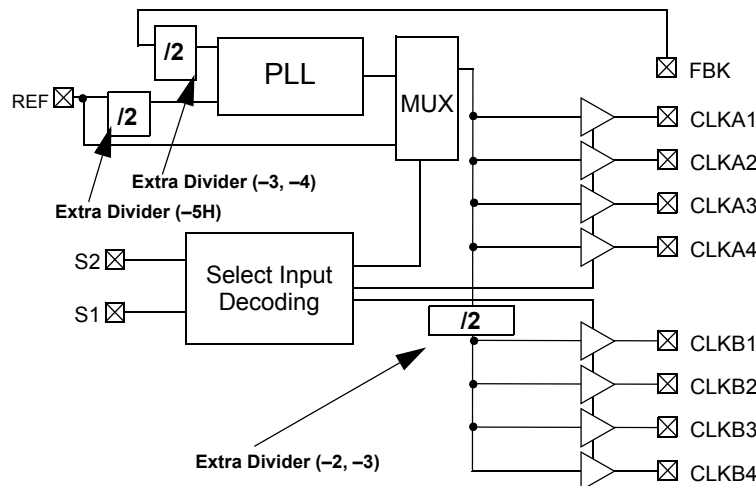 /2
PLL
MUX
FBK
REF
/2
CLKA1
CLKA2
CLKA3
CLKA4
Extra Divider (–3, –4)
Extra Divider (–5H)
S2
S1
Select Input
Decoding
/2
CLKB1
CLKB2
CLKB3
CLKB4
Extra Divider (–2, –3)